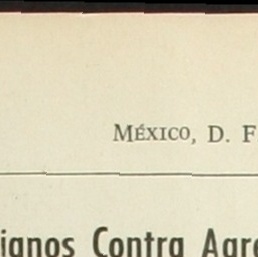 MÉXICO, D. F
ianos Contra Agre